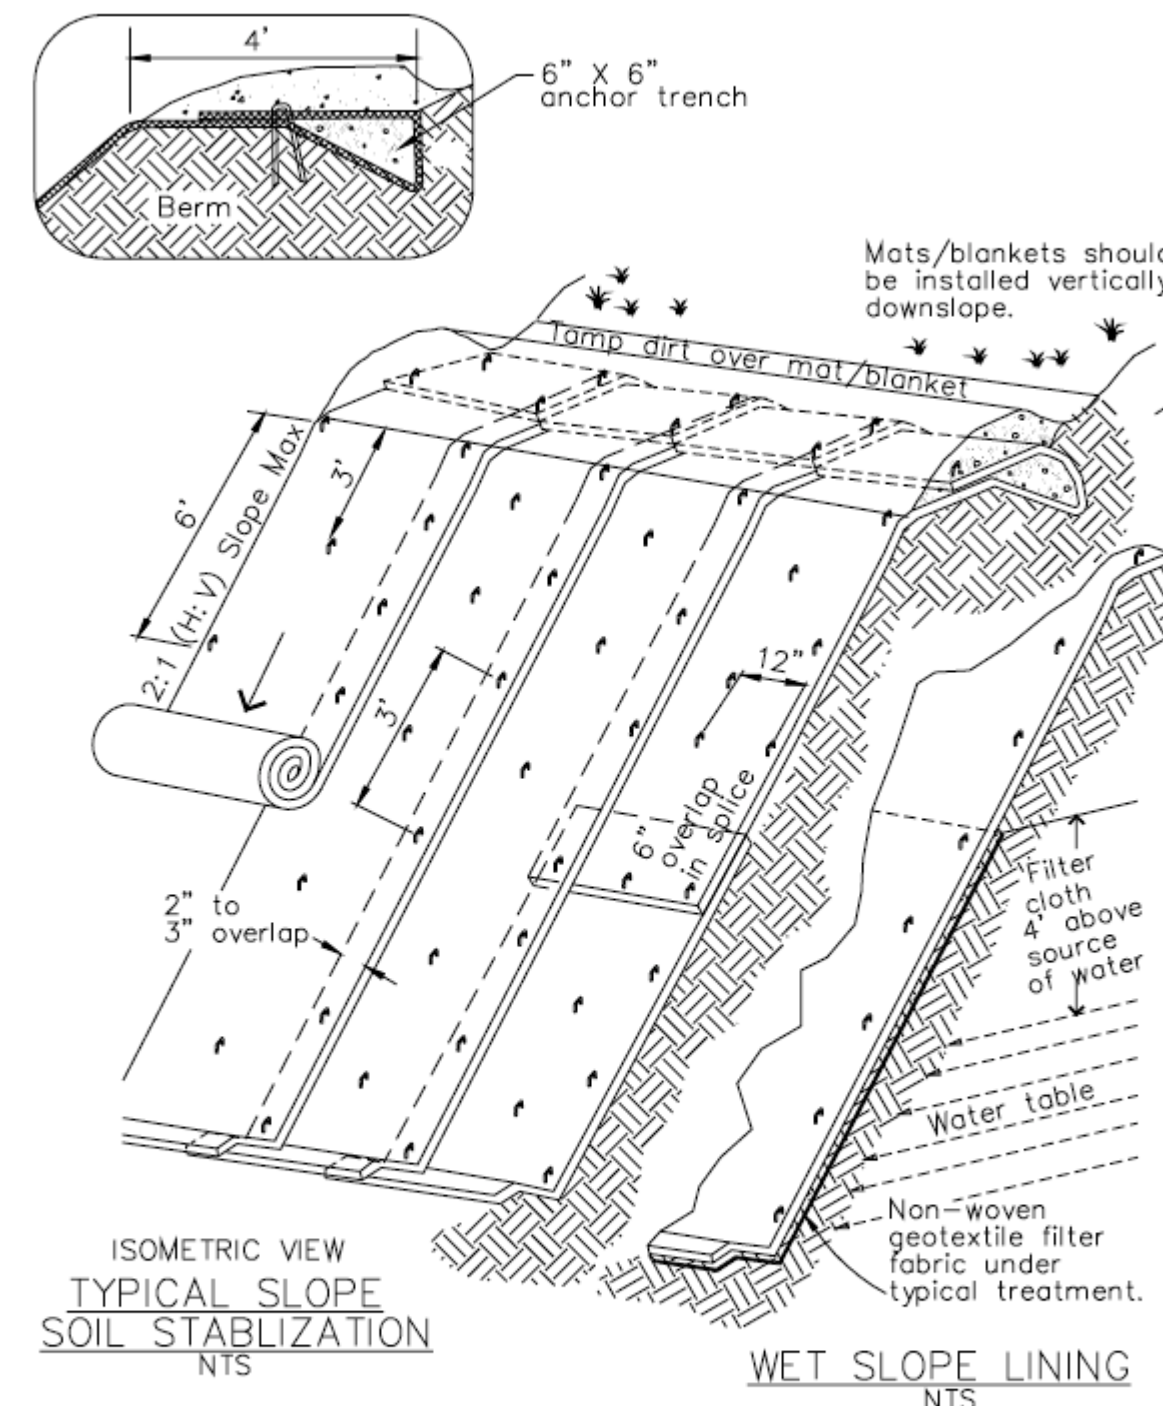 4'
6" X 6"
anchor trench
Berm
Mats/blankets should
be installed vertically
downslope.
Tamp dirt over mat/blanket
6'
2:1 (H:V) Slope Max
3'
3'
12"
6"
overlap
in splice
2" to
3" overlap
Filter
cloth
4' above
source
of water
Water table
Non-woven
geotextile filter
fabric under
typical treatment.
ISOMETRIC VIEW
TYPICAL SLOPE
SOIL STABLIZATION
NTS
WET SLOPE LINING
NTS